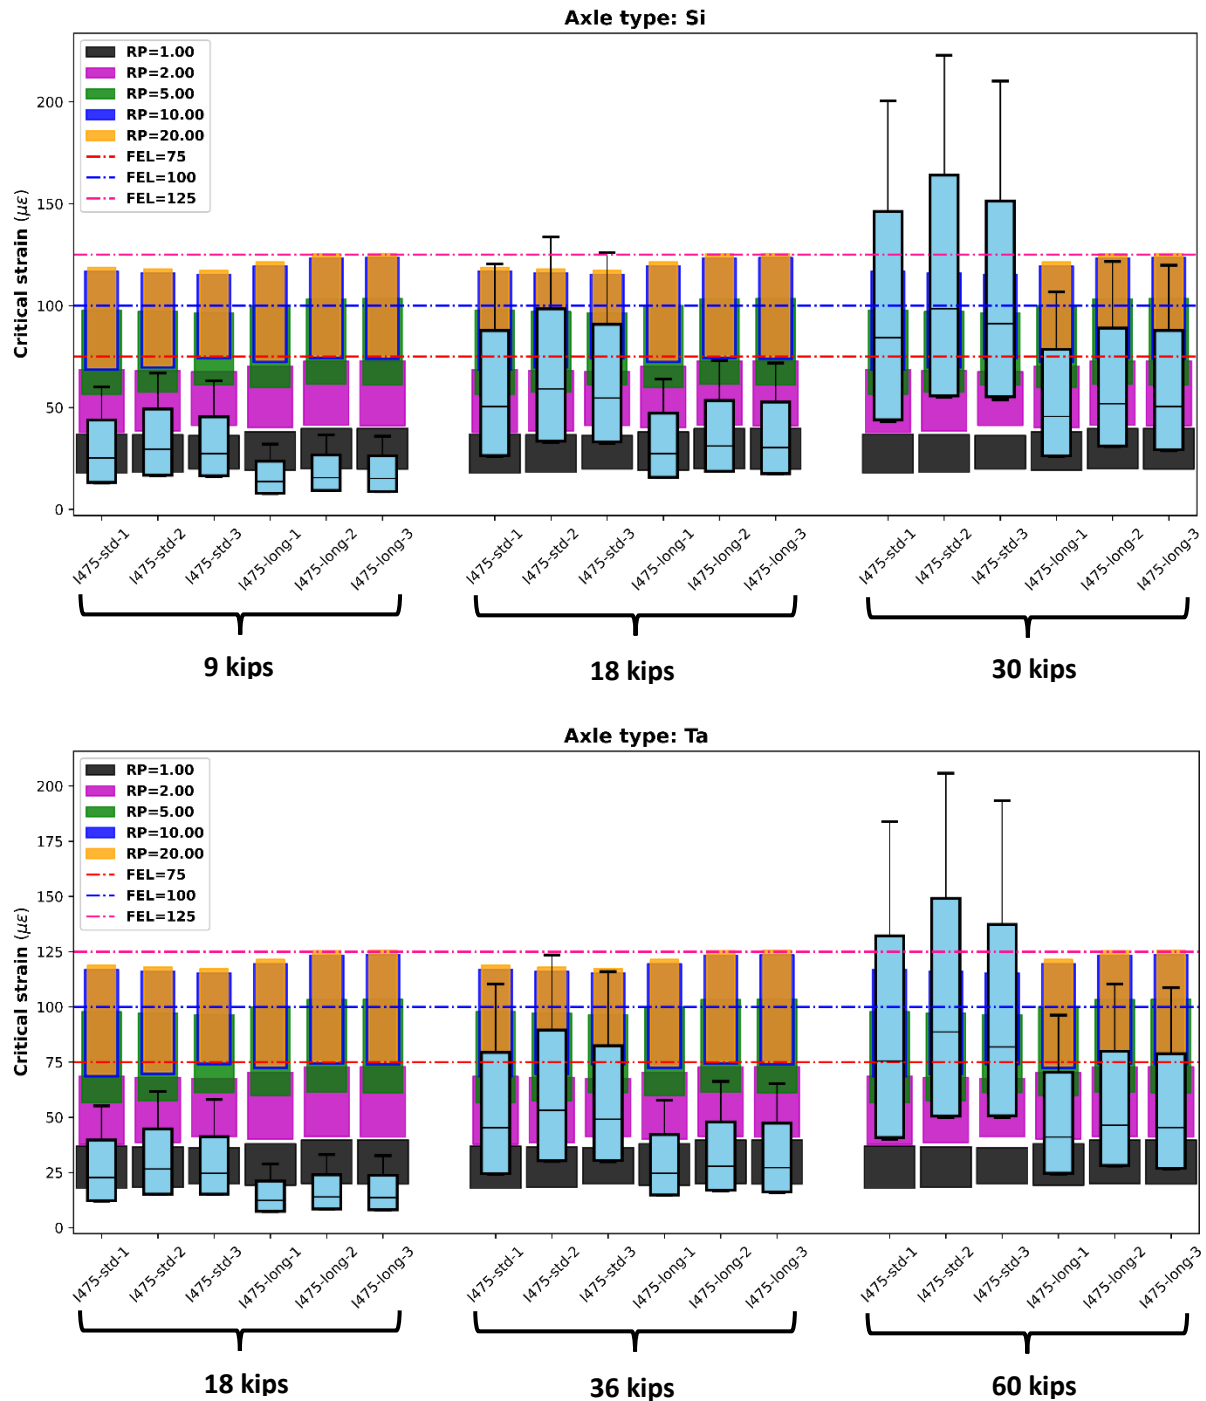 Axle type: Si
RP=1.00
RP=2.00
RP=5.00
RP=10.00
RP=20.00
FEL=75
FEL=100
FEL=125
Critical strain (με)
200
150
100
50
0
I475-std-1
I475-std-2
I475-std-3
I475-long-1
I475-long-2
I475-long-3
I475-std-1
I475-std-2
I475-std-3
I475-long-1
I475-long-2
I475-long-3
I475-std-1
I475-std-2
I475-std-3
I475-long-1
I475-long-2
I475-long-3
9 kips
18 kips
30 kips
Axle type: Ta
RP=1.00
RP=2.00
RP=5.00
RP=10.00
RP=20.00
FEL=75
FEL=100
FEL=125
Critical strain (με)
200
175
150
125
100
75
50
25
0
I475-std-1
I475-std-2
I475-std-3
I475-long-1
I475-long-2
I475-long-3
I475-std-1
I475-std-2
I475-std-3
I475-long-1
I475-long-2
I475-long-3
I475-std-1
I475-std-2
I475-std-3
I475-long-1
I475-long-2
I475-long-3
18 kips
36 kips
60 kips